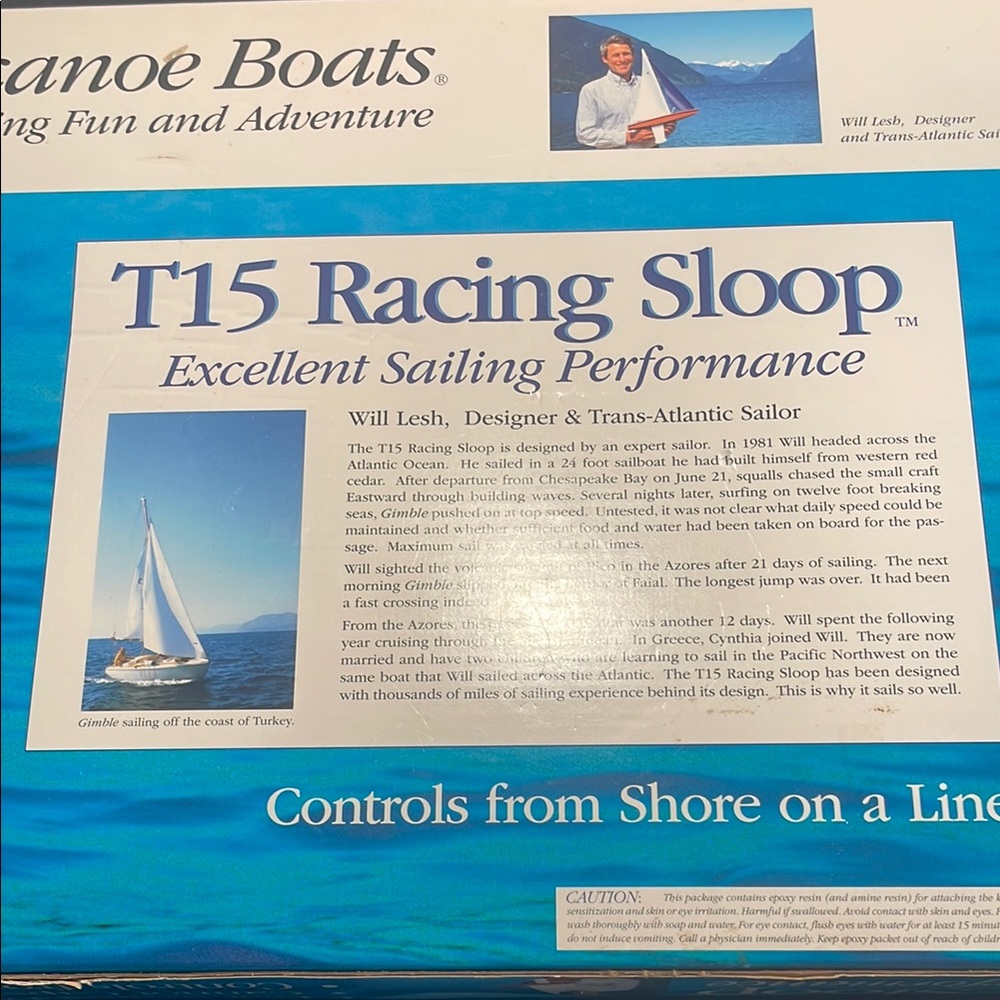 canoe Boats®
ng Fun and Adventure
Will Lesh, Designer
and Trans-Atlantic Sai
T15 Racing Sloop™
Excellent Sailing Performance
Will Lesh, Designer & Trans-Atlantic Sailor
The T15 Racing Sloop is designed by an expert sailor. In 1981 Will headed across the
Atlantic Ocean. He sailed in a 24 foot sailboat he had built himself from western red
cedar. After departure from Chesapeake Bay on June 21, squalls chased the small craft
Eastward through building waves. Several nights later, surfing on twelve foot breaking
seas, Gimble pushed on at top speed. Untested, it was not clear what daily speed could be
maintained and whether sufficient food and water had been taken on board for the pas-
sage. Maximum sail at all times.
Will sighted the of Pico in the Azores after 21 days of sailing. The next
morning Gimble of Faial. The longest jump was over. It had been
a fast crossing indeed
From the Azores, the was another 12 days. Will spent the following
year cruising through In Greece, Cynthia joined Will. They are now
married and have two children who are learning to sail in the Pacific Northwest on the
same boat that Will sailed across the Atlantic. The T15 Racing Sloop has been designed
with thousands of miles of sailing experience behind its design. This is why it sails so well.
Gimble sailing off the coast of Turkey.
Controls from Shore on a Line
CAUTION: This package contains epoxy resin (and amine resin) for attaching the k
sensitization and skin or eye irritation. Harmful if swallowed. Avoid contact with skin and eyes.
wash thoroughly with soap and water. For eye contact, flush eyes with water for at least 15 minut
do not induce vomiting. Call a physician immediately. Keep epoxy packet out of reach of childr